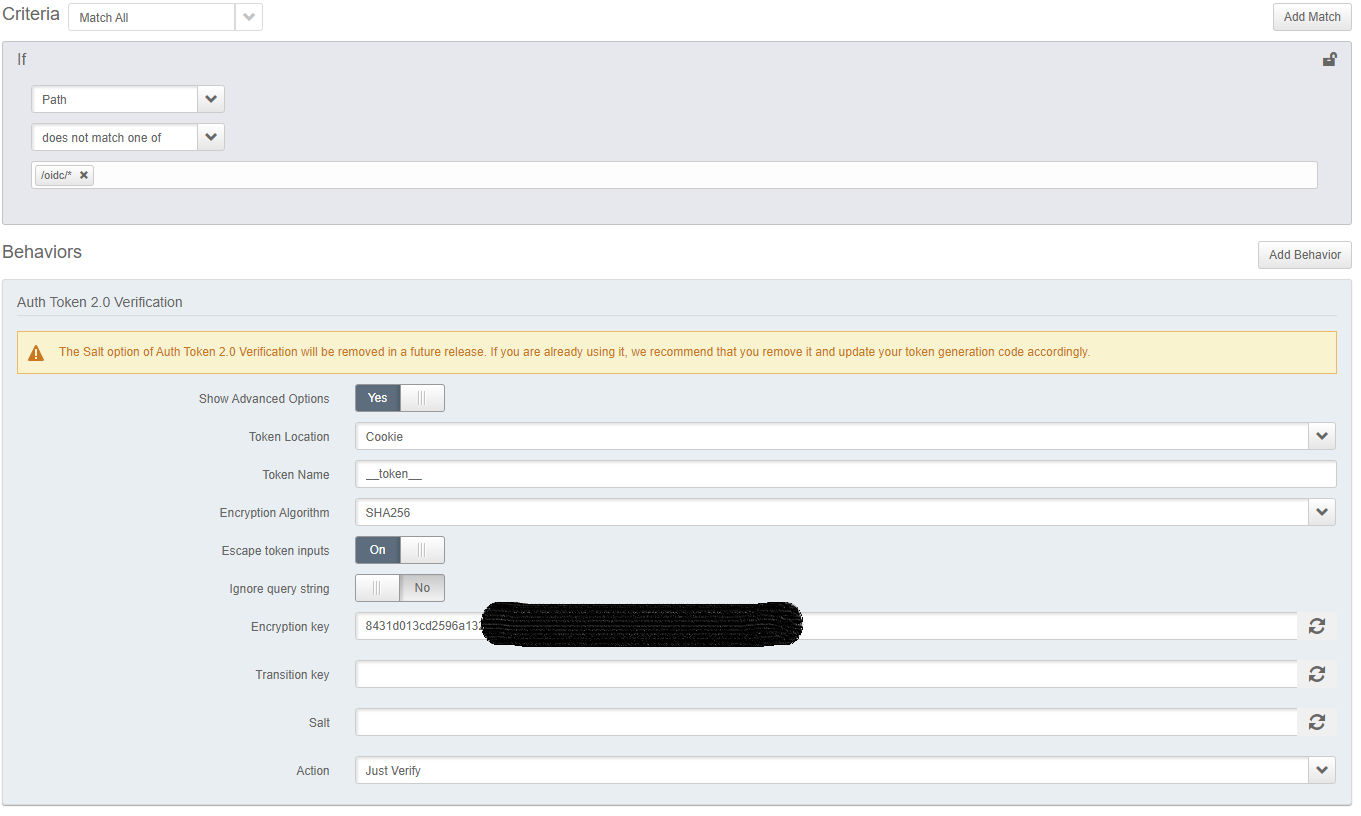 Criteria Match All Add Match
If
Path
does not match one of
/oidc/*
Behaviors Add Behavior
Auth Token 2.0 Verification
The Salt option of Auth Token 2.0 Verification will be removed in a future release. If you are already using it, we recommend that you remove it and update your token generation code accordingly.
Show Advanced Options Yes
Token Location Cookie
Token Name __token__
Encryption Algorithm SHA256
Escape token inputs On
Ignore query string No
Encryption key 8431d013cd2596a13
Transition key
Salt
Action Just Verify